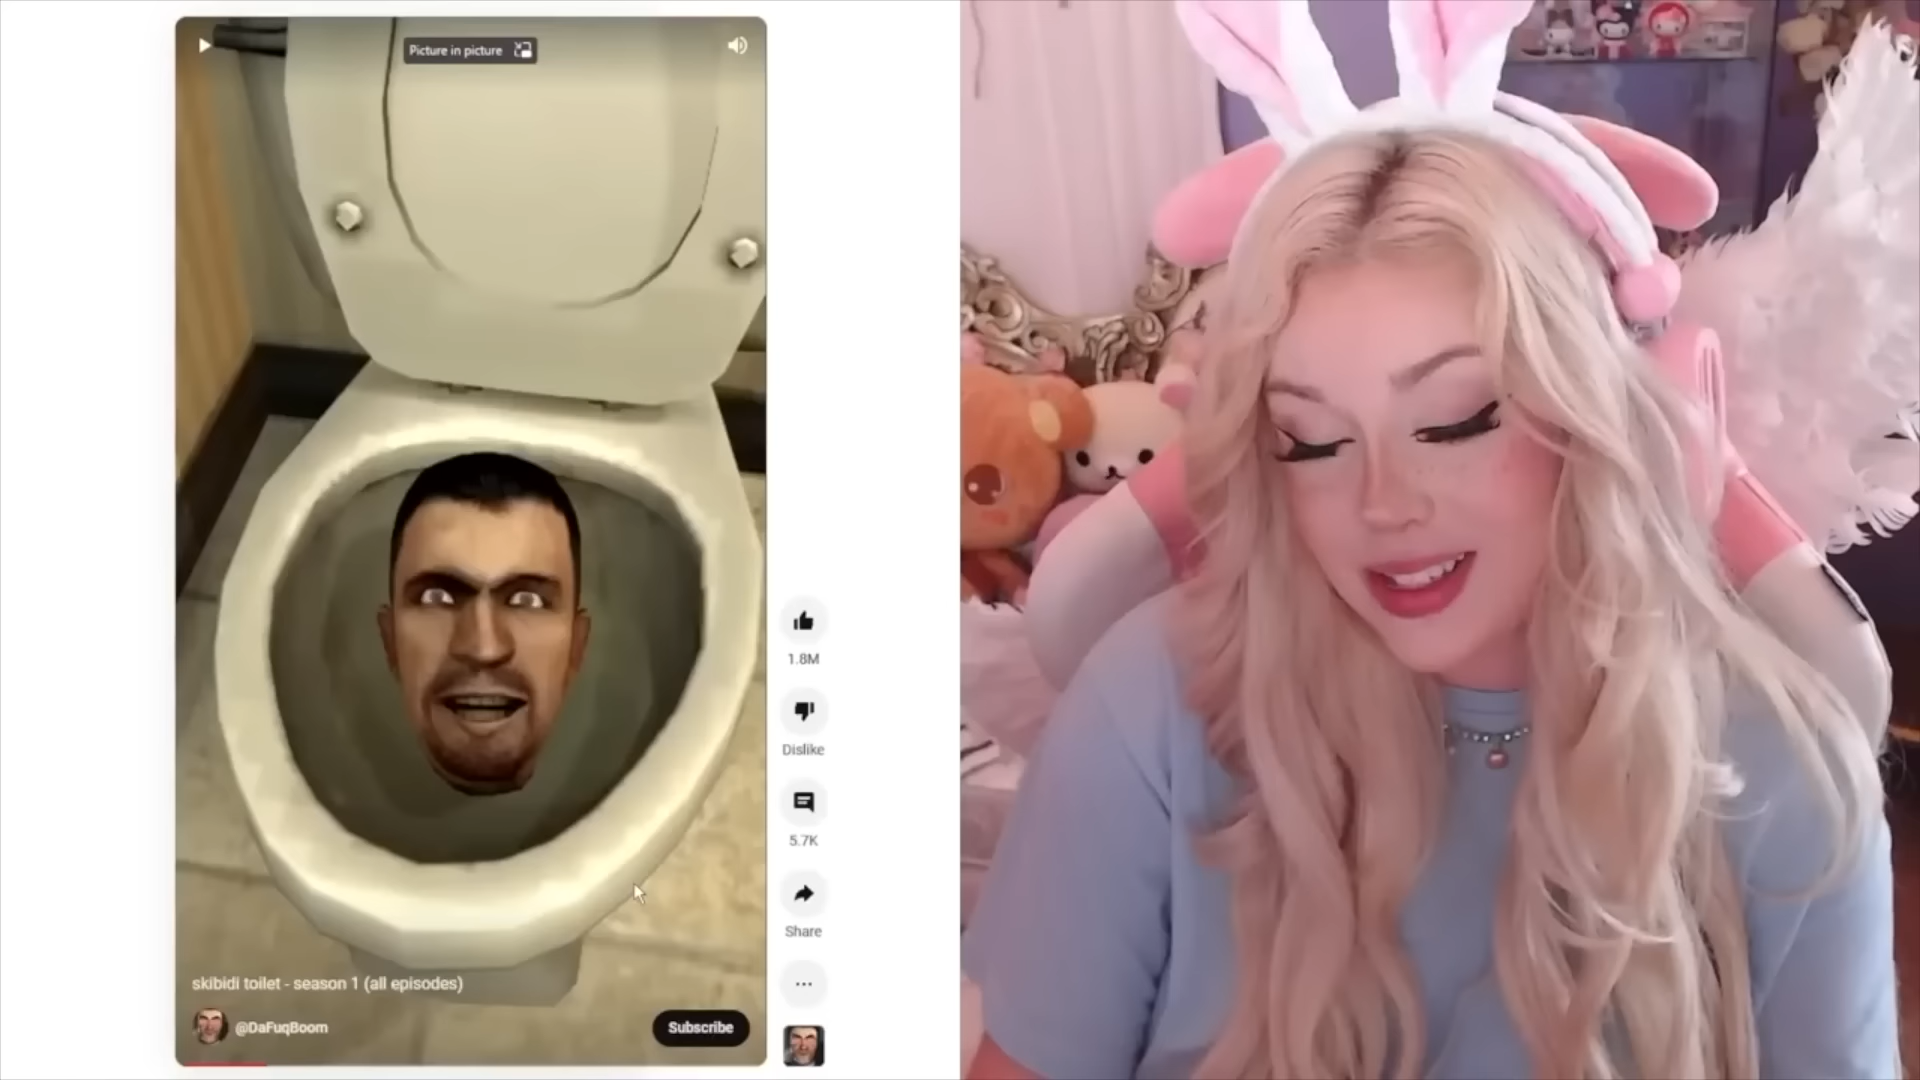 Picture in picture
1.8M
Dislike
5.7K
Share
skibidi toilet - season 1 (all episodes)
@DaFuqBoom
Subscribe